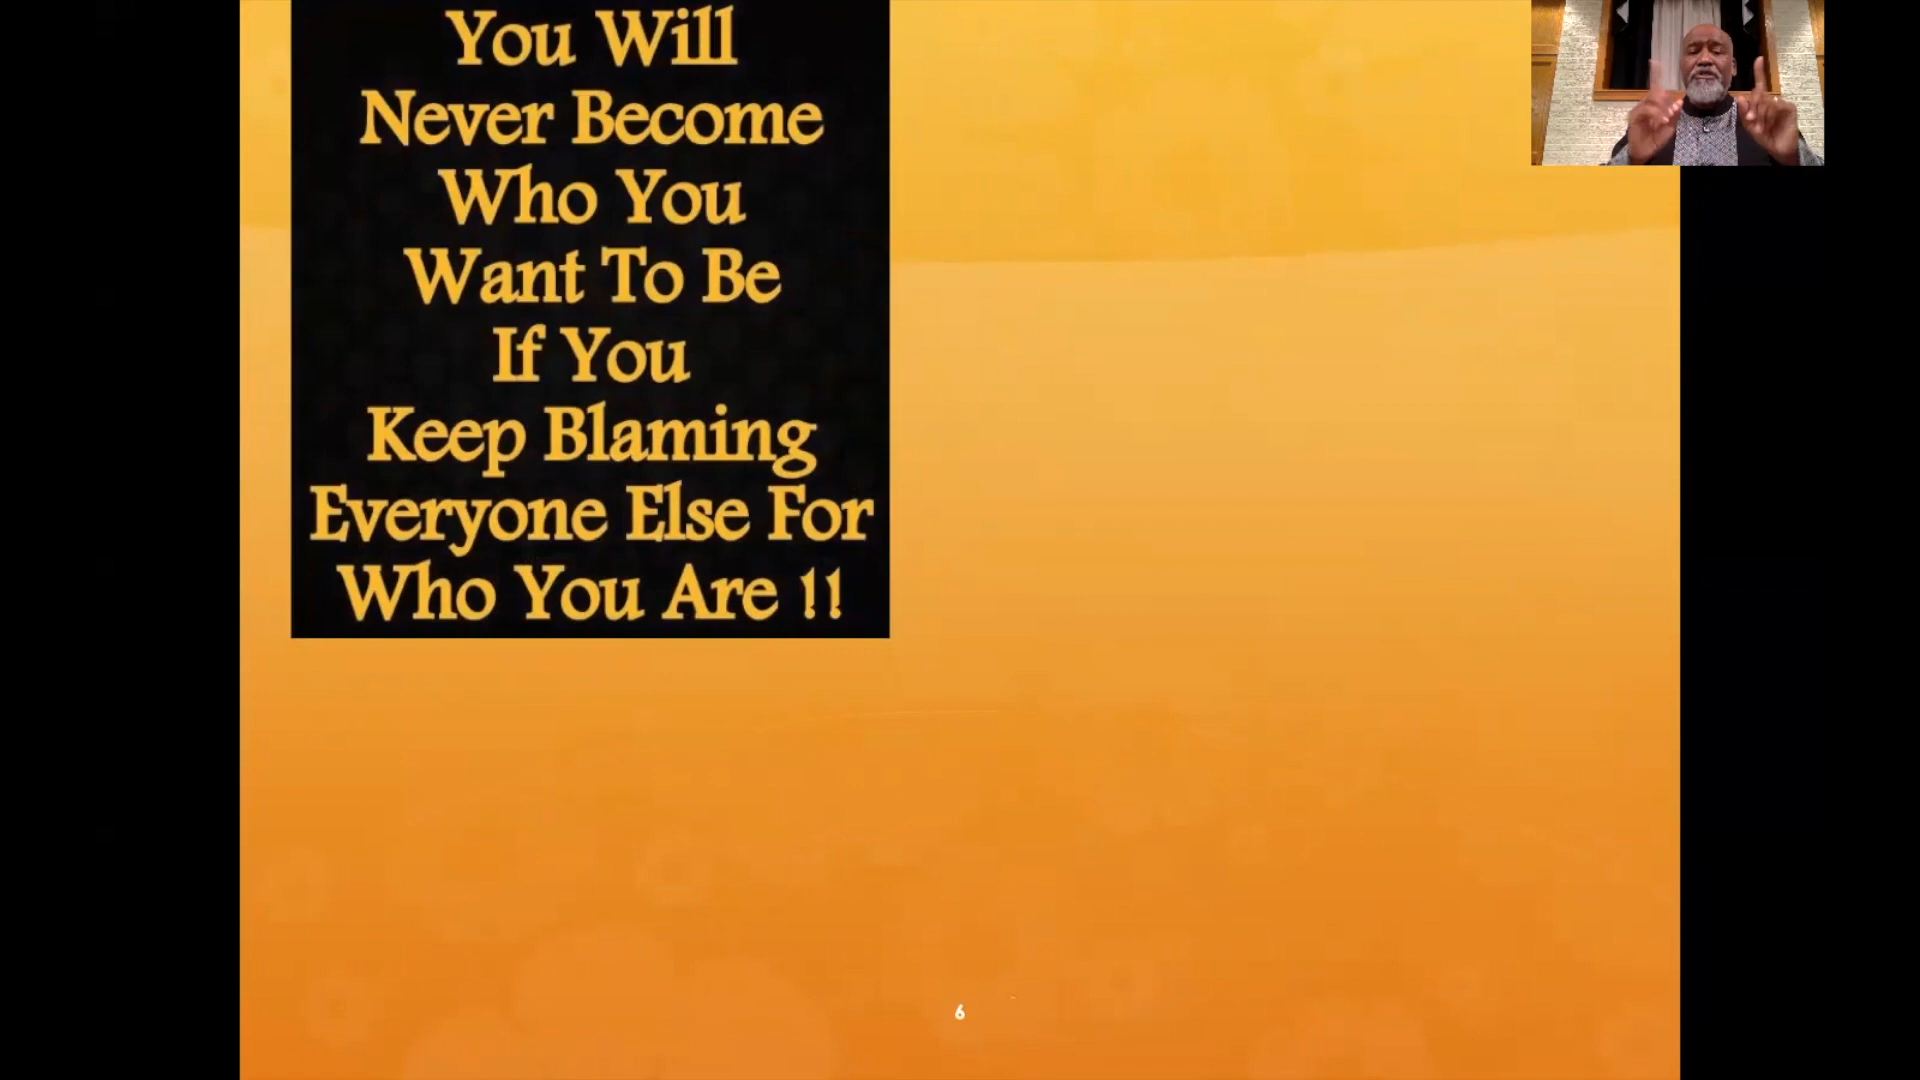 You Will
Never Become
Who You
Want To Be
If You
Keep Blaming
Everyone Else For
Who You Are !!
6